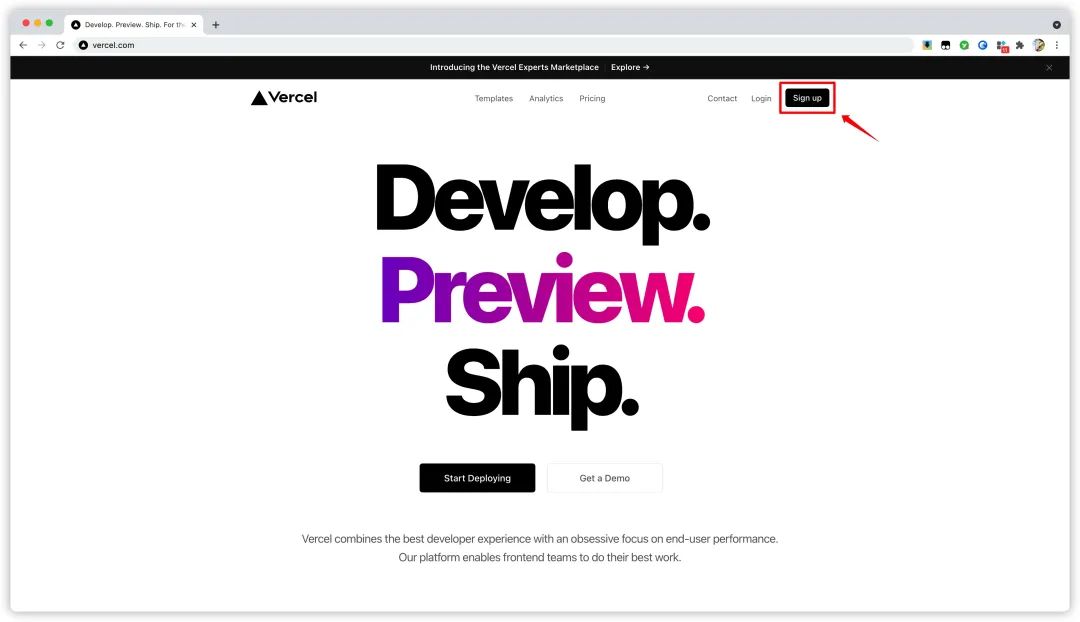 Develop. Preview. Ship. For the
vercel.com
Introducing the Vercel Experts Marketplace Explore →
Vercel Templates Analytics Pricing Contact Login Sign up
Develop.
Preview.
Ship.
Start Deploying Get a Demo
Vercel combines the best developer experience with an obsessive focus on end-user performance.
Our platform enables frontend teams to do their best work.